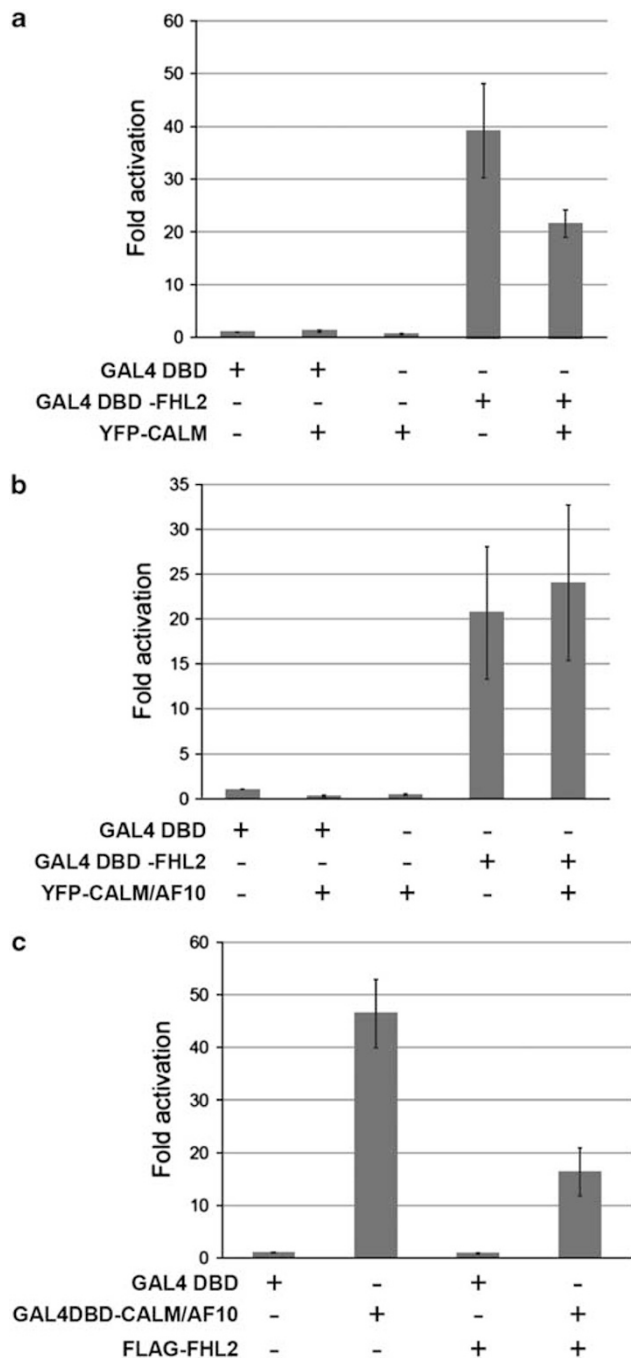 a
60
50
40
30
20
10
0
Fold activation
GAL4 DBD + + - - -
GAL4 DBD -FHL2 - - - + +
YFP-CALM - + + - +
b
35
30
25
20
15
10
5
0
Fold activation
GAL4 DBD + + - - -
GAL4 DBD -FHL2 - - - + +
YFP-CALM/AF10 - + + - +
c
60
50
40
30
20
10
0
Fold activation
GAL4 DBD + - + -
GAL4DBD-CALM/AF10 - + - +
FLAG-FHL2 - - + +